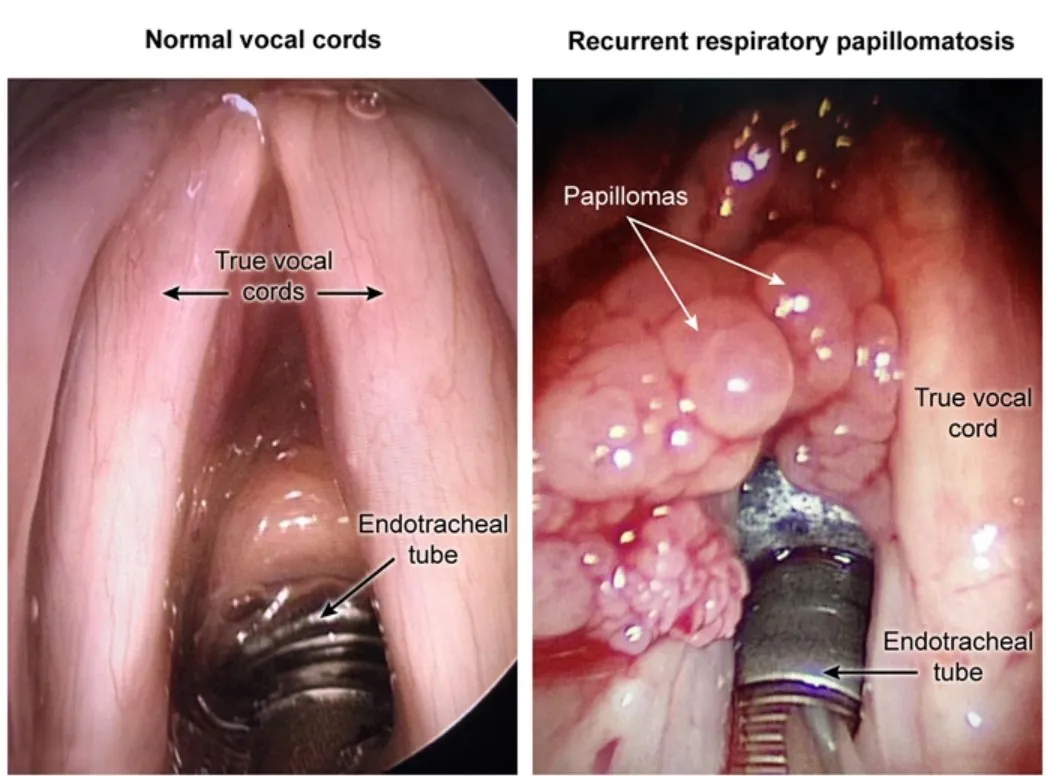 Normal vocal cords
Recurrent respiratory papillomatosis
True vocal
cords
Endotracheal
tube
Papillomas
True vocal
cord
Endotracheal
tube